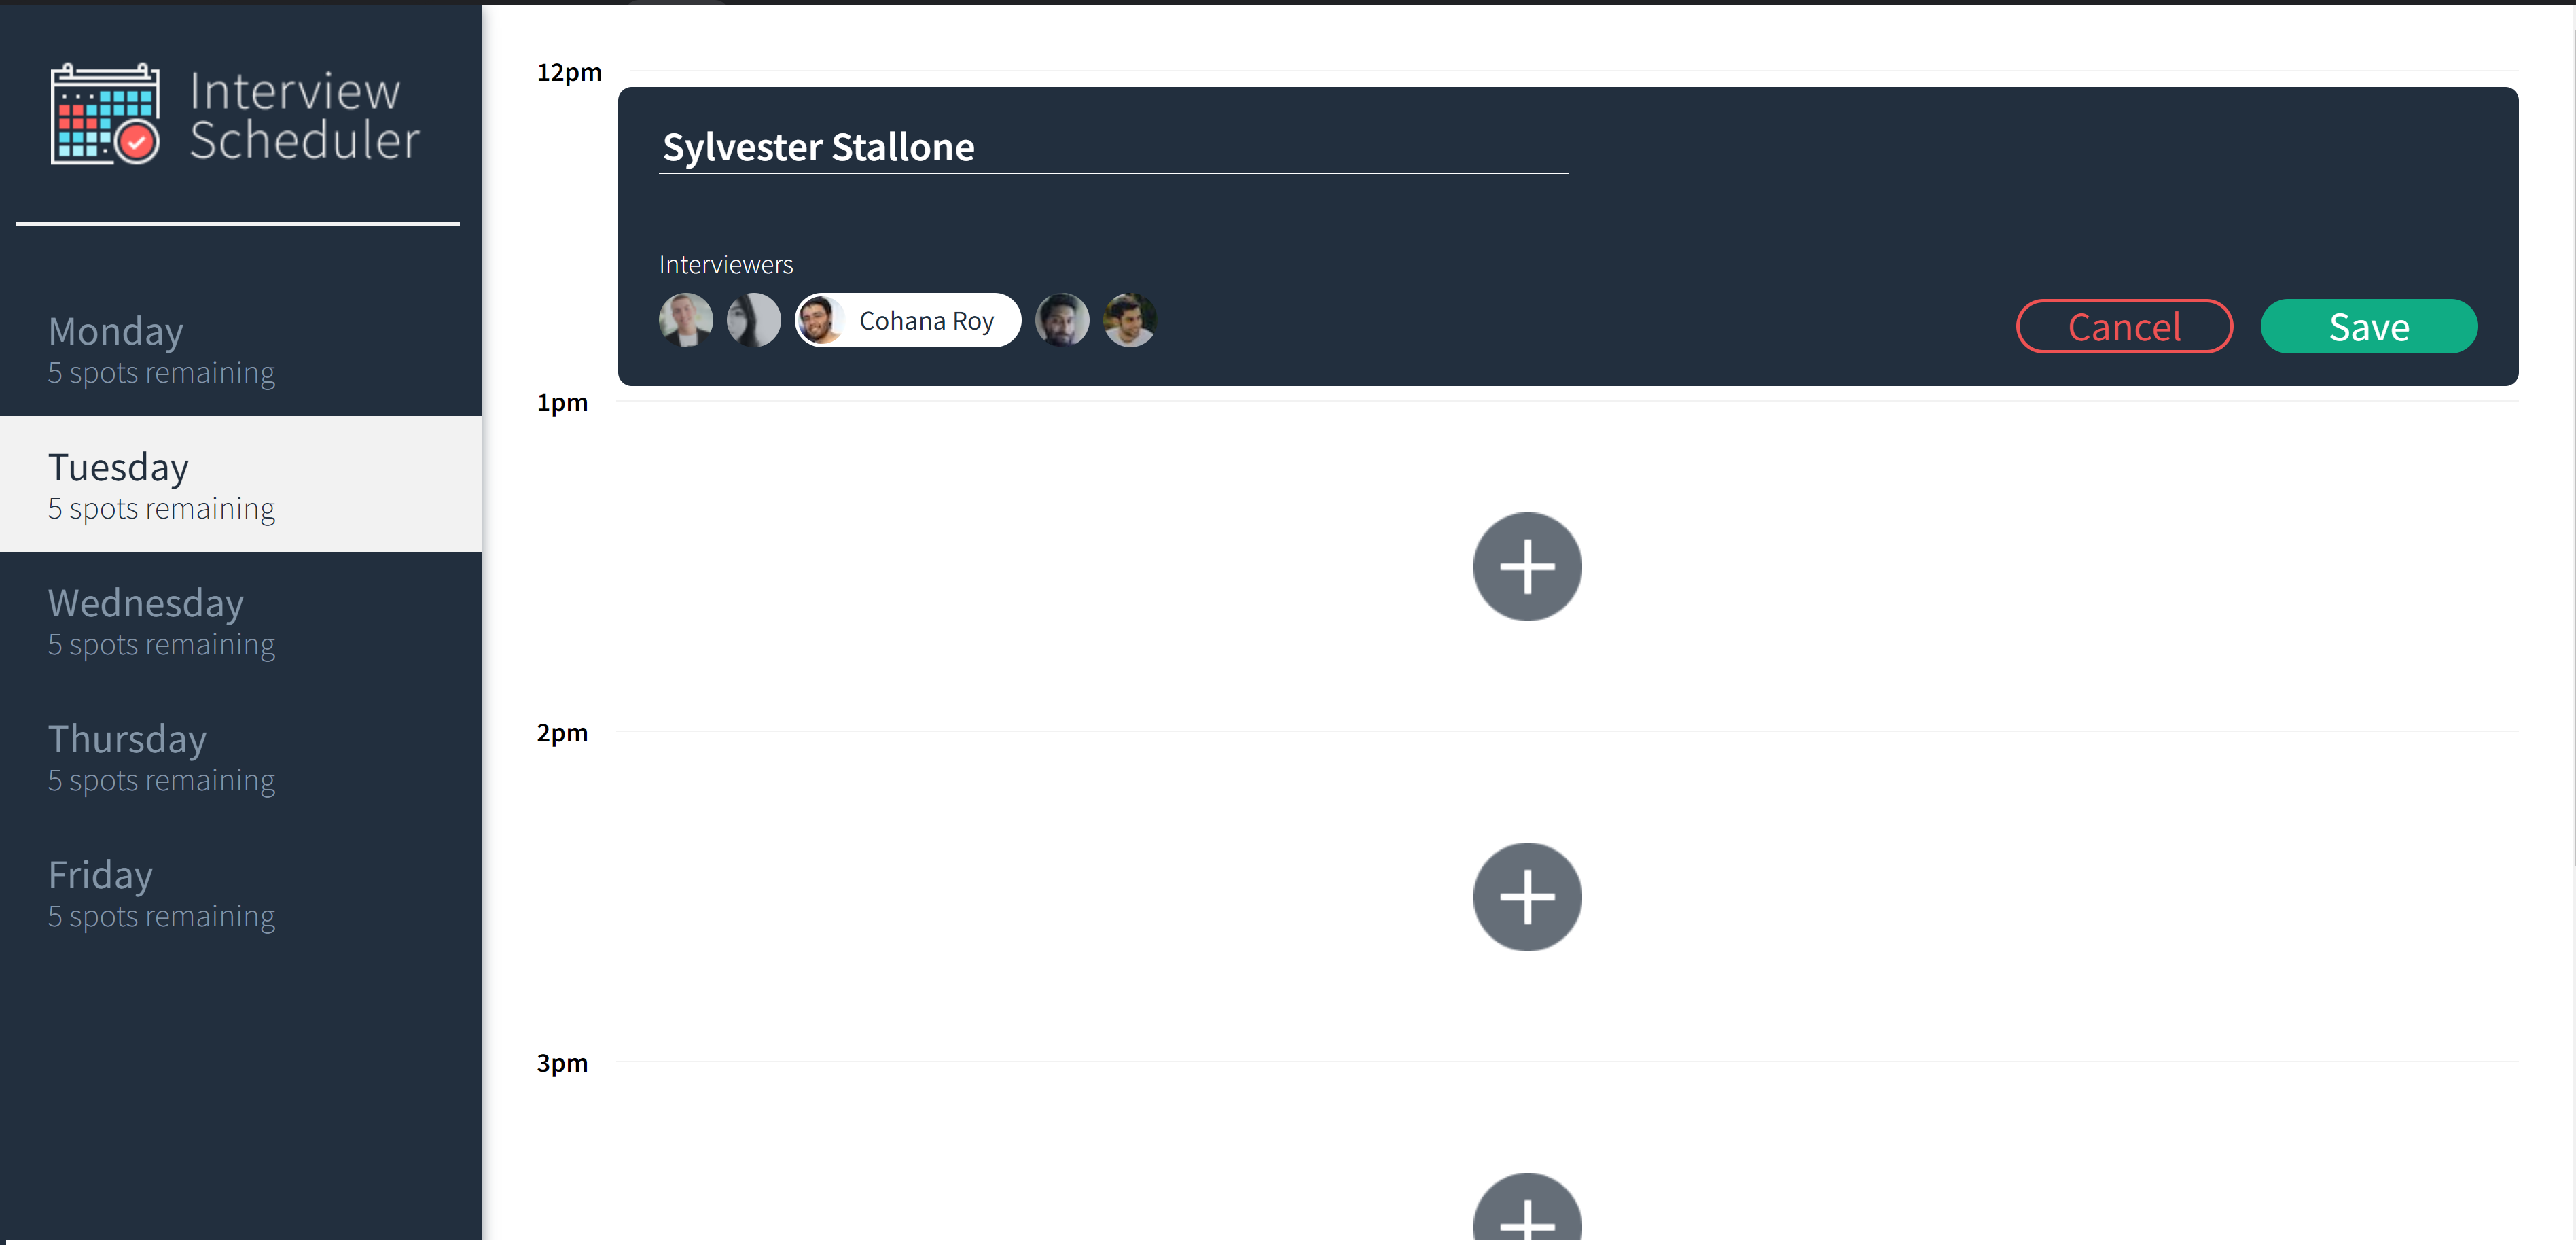 Interview
Scheduler
Monday
5 spots remaining
Tuesday
5 spots remaining
Wednesday
5 spots remaining
Thursday
5 spots remaining
Friday
5 spots remaining
12pm
Sylvester Stallone
Interviewers
Cohana Roy
Cancel
Save
1pm
2pm
3pm